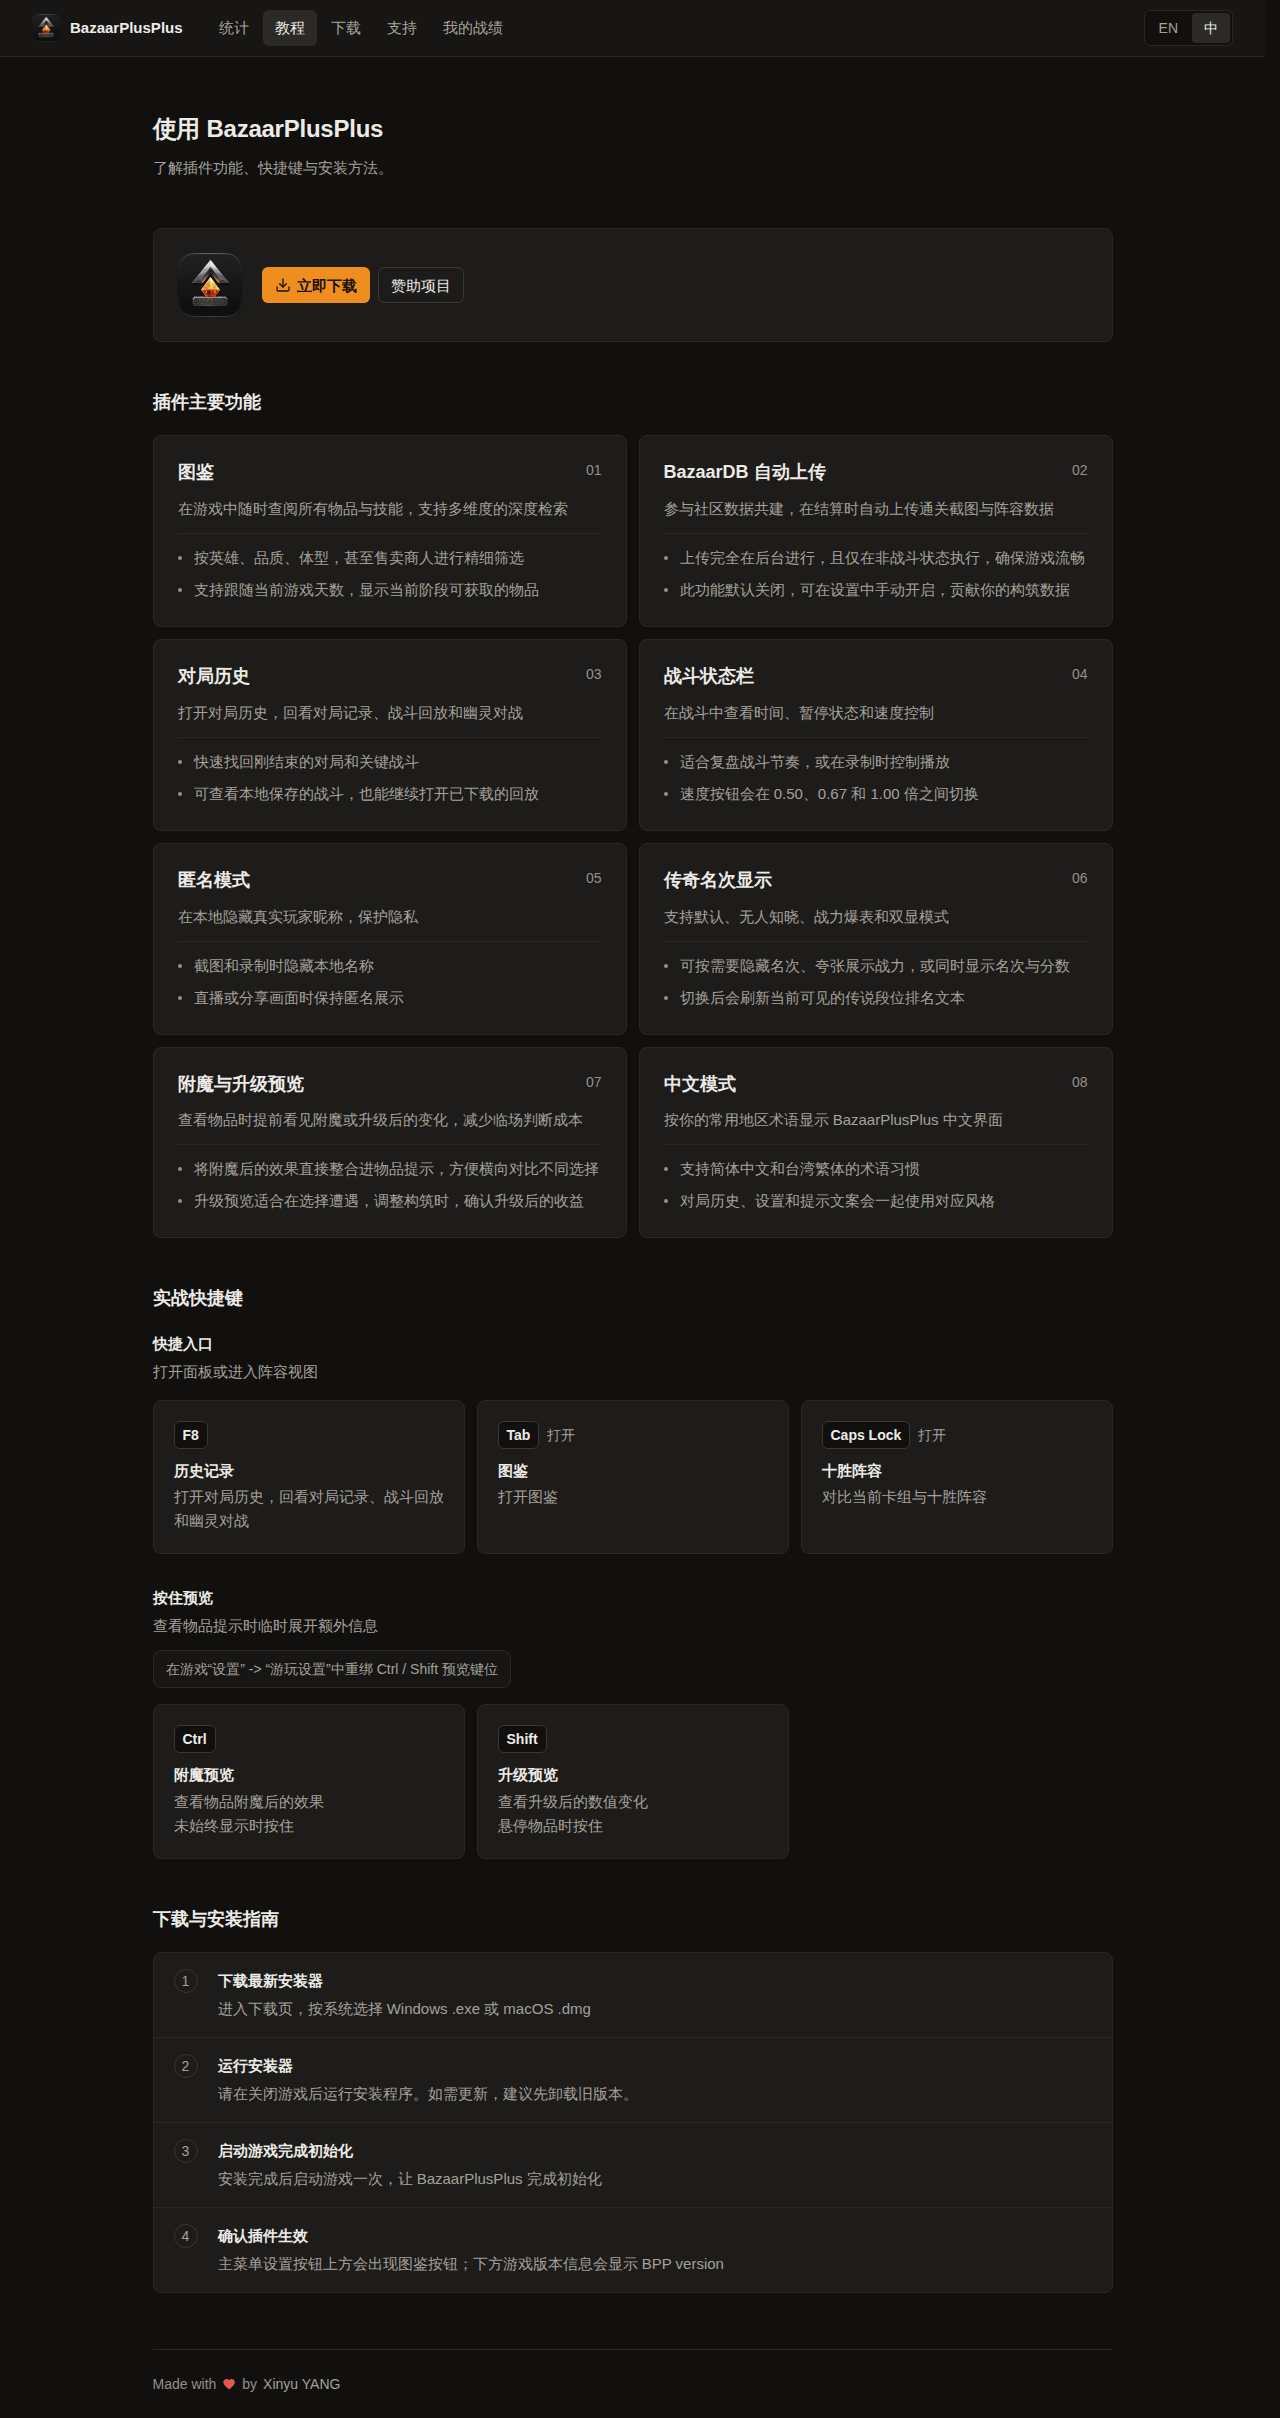 BazaarPlusPlus 统计 教程 下载 支持 我的战绩 EN 中
使用 BazaarPlusPlus
了解插件功能、快捷键与安装方法。
立即下载 赞助项目
插件主要功能
图鉴 01
在游戏中随时查阅所有物品与技能，支持多维度的深度检索
按英雄、品质、体型，甚至售卖商人进行精细筛选
支持跟随当前游戏天数，显示当前阶段可获取的物品
BazaarDB 自动上传 02
参与社区数据共建，在结算时自动上传通关截图与阵容数据
上传完全在后台进行，且仅在非战斗状态执行，确保游戏流畅
此功能默认关闭，可在设置中手动开启，贡献你的构筑数据
对局历史 03
打开对局历史，回看对局记录、战斗回放和幽灵对战
快速找回刚结束的对局和关键战斗
可查看本地保存的战斗，也能继续打开已下载的回放
战斗状态栏 04
在战斗中查看时间、暂停状态和速度控制
适合复盘战斗节奏，或在录制时控制播放
速度按钮会在 0.50、0.67 和 1.00 倍之间切换
匿名模式 05
在本地隐藏真实玩家昵称，保护隐私
截图和录制时隐藏本地名称
直播或分享画面时保持匿名展示
传奇名次显示 06
支持默认、无人知晓、战力爆表和双显模式
可按需要隐藏名次、夸张展示战力，或同时显示名次与分数
切换后会刷新当前可见的传说段位排名文本
附魔与升级预览 07
查看物品时提前看见附魔或升级后的变化，减少临场判断成本
将附魔后的效果直接整合进物品提示，方便横向对比不同选择
升级预览适合在选择遭遇，调整构筑时，确认升级后的收益
中文模式 08
按你的常用地区术语显示 BazaarPlusPlus 中文界面
支持简体中文和台湾繁体的术语习惯
对局历史、设置和提示文案会一起使用对应风格
实战快捷键
快捷入口
打开面板或进入阵容视图
F8
历史记录
打开对局历史，回看对局记录、战斗回放
和幽灵对战
Tab 打开
图鉴
打开图鉴
Caps Lock 打开
十胜阵容
对比当前卡组与十胜阵容
按住预览
查看物品提示时临时展开额外信息
在游戏“设置” -> “游玩设置”中重绑 Ctrl / Shift 预览键位
Ctrl
附魔预览
查看物品附魔后的效果
未始终显示时按住
Shift
升级预览
查看升级后的数值变化
悬停物品时按住
下载与安装指南
1 下载最新安装器
进入下载页，按系统选择 Windows .exe 或 macOS .dmg
2 运行安装器
请在关闭游戏后运行安装程序。如需更新，建议先卸载旧版本。
3 启动游戏完成初始化
安装完成后启动游戏一次，让 BazaarPlusPlus 完成初始化
4 确认插件生效
主菜单设置按钮上方会出现图鉴按钮；下方游戏版本信息会显示 BPP version
Made with by Xinyu YANG